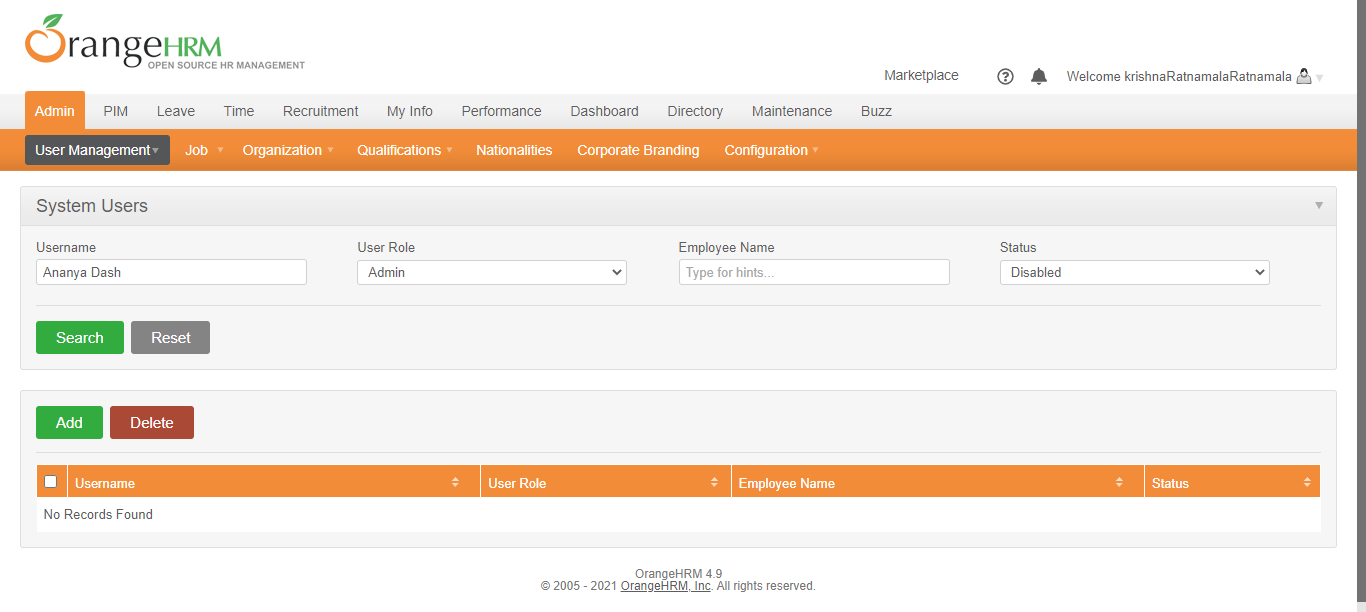 OrangeHRM
OPEN SOURCE HR MANAGEMENT
Marketplace Welcome krishnaRatnamalaRatnamala
Admin PIM Leave Time Recruitment My Info Performance Dashboard Directory Maintenance Buzz
User Management Job Organization Qualifications Nationalities Corporate Branding Configuration
System Users
Username User Role Employee Name Status
Ananya Dash Admin Type for hints... Disabled
Search Reset
Add Delete
Username User Role Employee Name Status
No Records Found
OrangeHRM 4.9
© 2005 - 2021 OrangeHRM, Inc. All rights reserved.